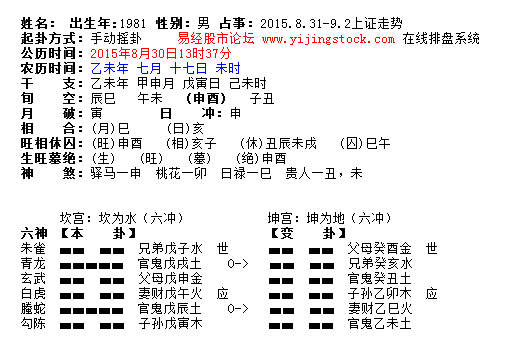 姓名： 出生年:1981 性别：男 占事：2015.8.31-9.2上证走势
起卦方式：手动摇卦 易经股市论坛 www.yijingstock.com 在线排盘系统
公历时间：2015年8月30日13时37分
农历时间：乙未年 七月 十七日 未时
干 支：乙未年 甲申月 戊寅日 己未时
旬 空：辰巳 午未 (申酉) 子丑
月 破：寅 日 冲：申
相 合：(月)巳 (日)亥
旺相休囚：(旺)申酉 (相)亥子 (休)丑辰未戌 (囚)巳午
生旺墓绝：(生) (旺) (墓) (绝)申酉
神 煞：驿马—申 桃花—卯 日禄—巳 贵人—丑，未
坎宫：坎为水（六冲） 坤宫：坤为地（六冲）
六神 【本 卦】 【变 卦】
朱雀 兄弟戊子水 世 父母癸酉金 世
青龙 官鬼戊戌土 O-> 兄弟癸亥水
玄武 父母戊申金 官鬼癸丑土
白虎 妻财戊午火 应 子孙乙卯木 应
螣蛇 官鬼戊辰土 O-> 妻财乙巳火
勾陈 子孙戊寅木 官鬼乙未土